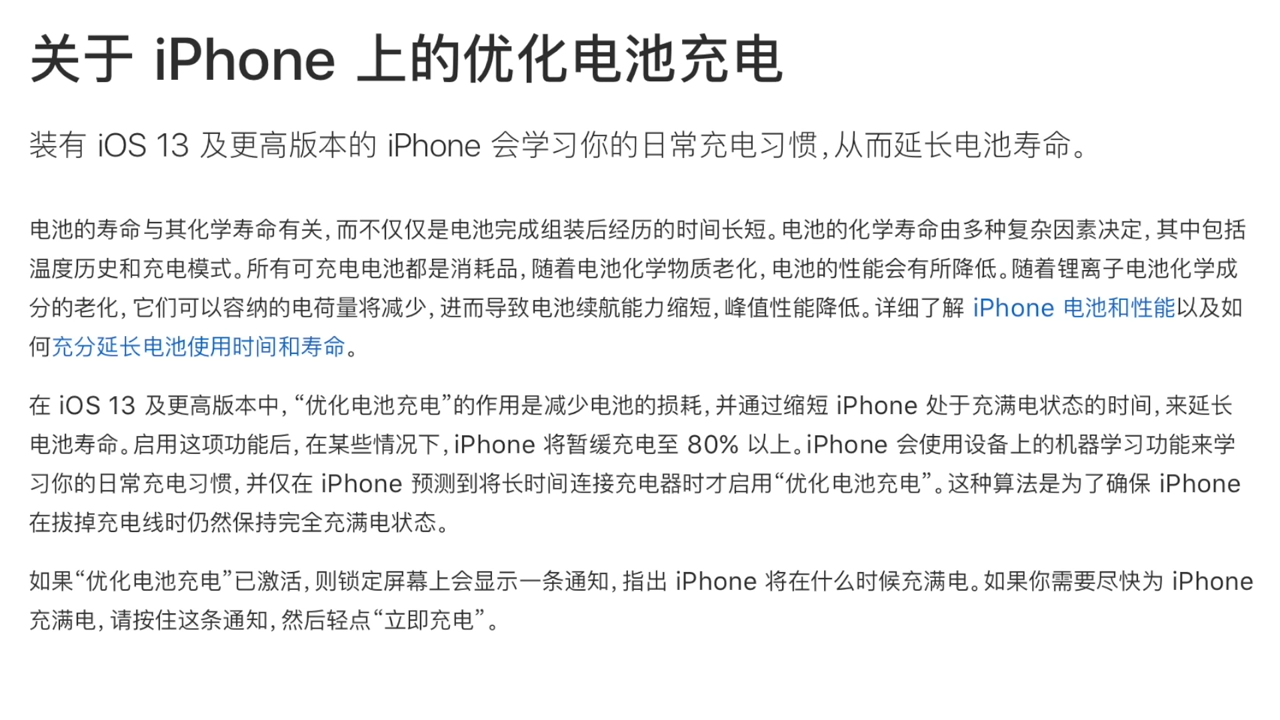 关于 iPhone 上的优化电池充电
装有 iOS 13 及更高版本的 iPhone 会学习你的日常充电习惯，从而延长电池寿命。
电池的寿命与其化学寿命有关，而不仅仅是电池完成组装后经历的时间长短。电池的化学寿命由多种复杂因素决定，其中包括
温度历史和充电模式。所有可充电电池都是消耗品，随着电池化学物质老化，电池的性能会有所降低。随着锂离子电池化学成
分的老化，它们可以容纳的电荷量将减少，进而导致电池续航能力缩短，峰值性能降低。详细了解 iPhone 电池和性能以及如
何充分延长电池使用时间和寿命。
在 iOS 13 及更高版本中，“优化电池充电”的作用是减少电池的损耗，并通过缩短 iPhone 处于充满电状态的时间，来延长
电池寿命。启用这项功能后，在某些情况下，iPhone 将暂缓充电至 80% 以上。iPhone 会使用设备上的机器学习功能来学
习你的日常充电习惯，并仅在 iPhone 预测到将长时间连接充电器时才启用“优化电池充电”。这种算法是为了确保 iPhone
在拔掉充电线时仍然保持完全充满电状态。
如果“优化电池充电”已激活，则锁定屏幕上会显示一条通知，指出 iPhone 将在什么时候充满电。如果你需要尽快为 iPhone
充满电，请按住这条通知，然后轻点“立即充电”。